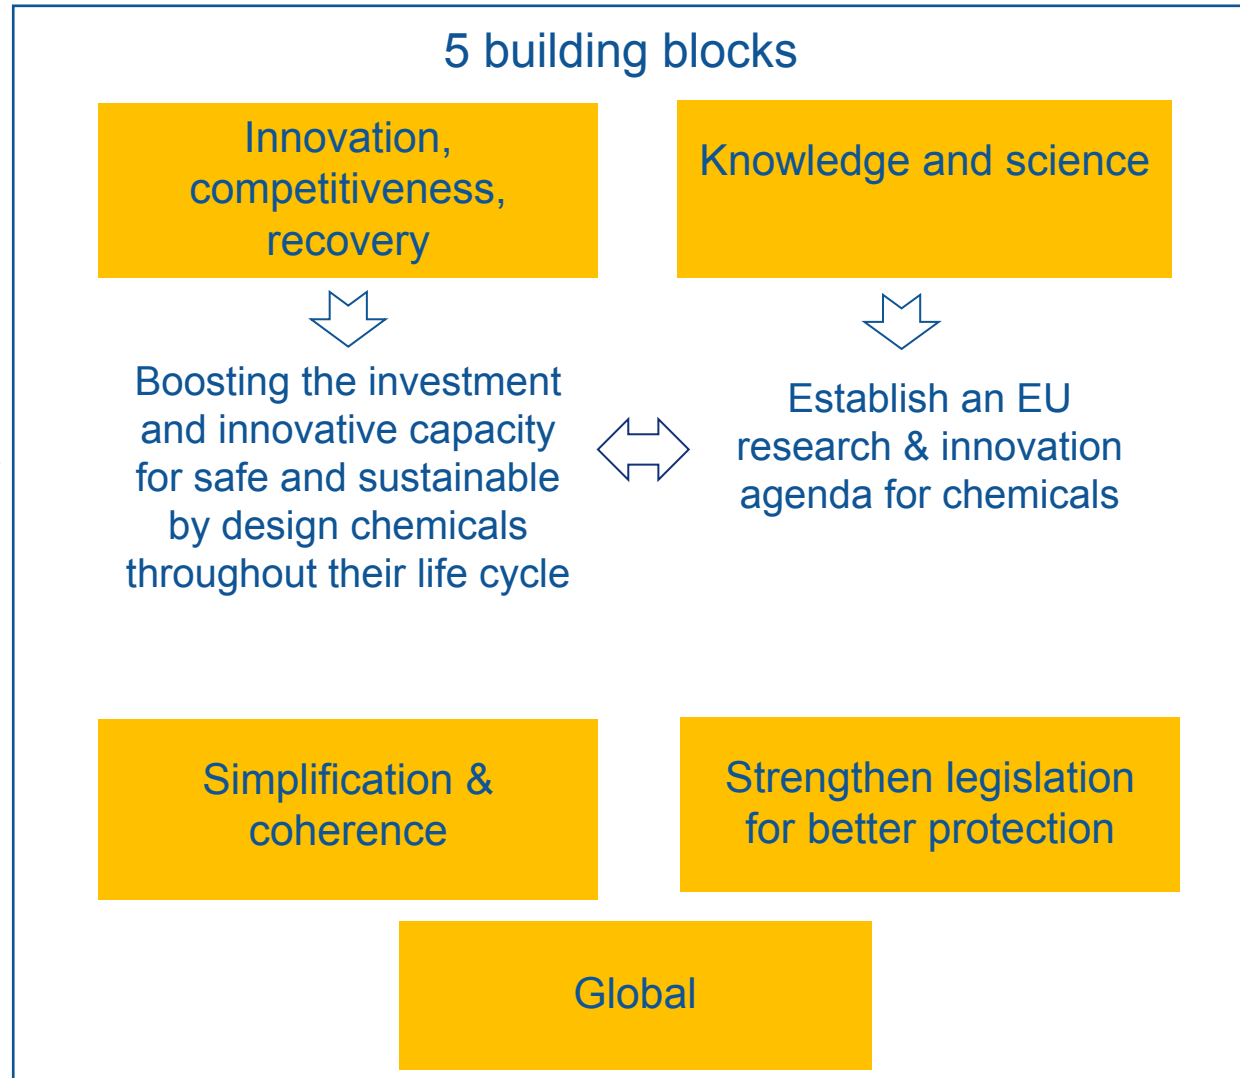 5 building blocks
Innovation,
competitiveness,
recovery
Knowledge and science
Boosting the investment
and innovative capacity
for safe and sustainable
by design chemicals
throughout their life cycle
Establish an EU
research & innovation
agenda for chemicals
Simplification &
coherence
Strengthen legislation
for better protection
Global